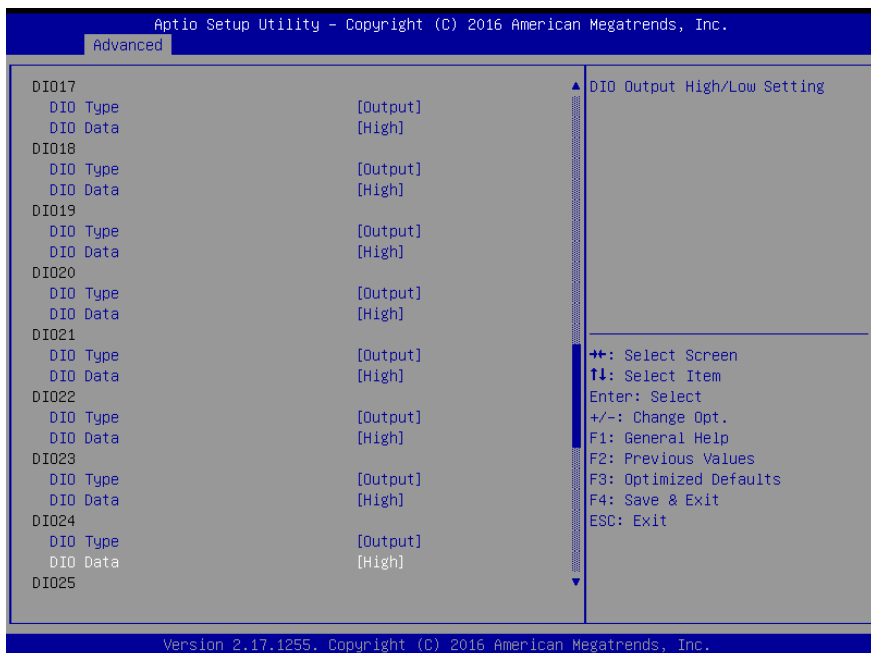 Aptio Setup Utility – Copyright (C) 2016 American Megatrends, Inc.
Advanced
DIO17
DIO Type [Output]
DIO Data [High]
DIO18
DIO Type [Output]
DIO Data [High]
DIO19
DIO Type [Output]
DIO Data [High]
DIO20
DIO Type [Output]
DIO Data [High]
DIO21
DIO Type [Output]
DIO Data [High]
DIO22
DIO Type [Output]
DIO Data [High]
DIO23
DIO Type [Output]
DIO Data [High]
DIO24
DIO Type [Output]
DIO Data [High]
DIO25
DIO Output High/Low Setting
→←: Select Screen
↑↓: Select Item
Enter: Select
+/-: Change Opt.
F1: General Help
F2: Previous Values
F3: Optimized Defaults
F4: Save & Exit
ESC: Exit
Version 2.17.1255. Copyright (C) 2016 American Megatrends, Inc.